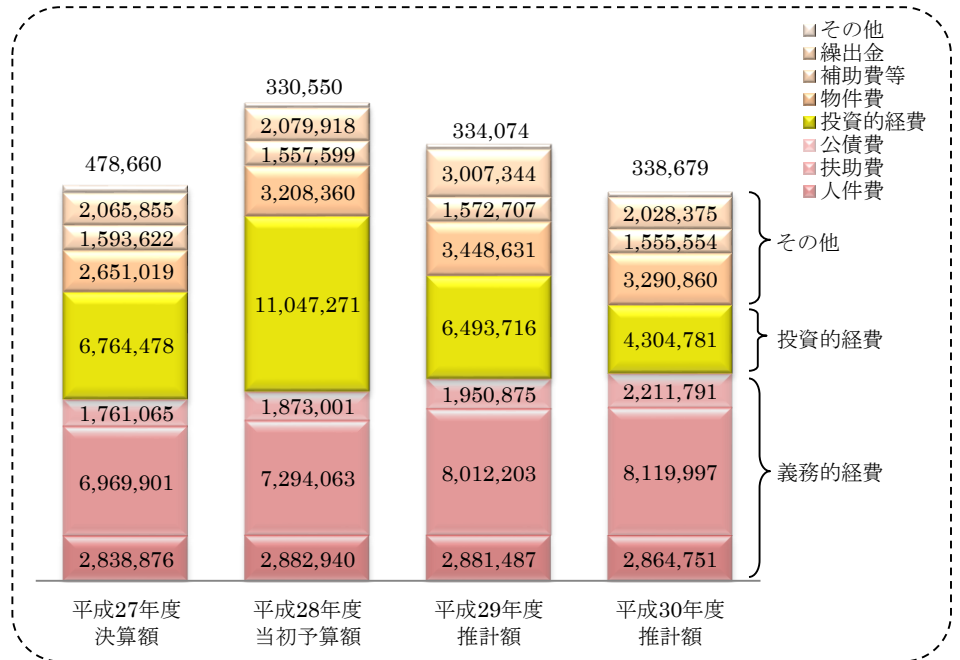 その他
繰出金
補助費等
物件費
投資的経費
公債費
扶助費
人件費
478,660
2,065,855
1,593,622
2,651,019
6,764,478
1,761,065
6,969,901
2,838,876
330,550
2,079,918
1,557,599
3,208,360
11,047,271
1,873,001
7,294,063
2,882,940
334,074
3,007,344
1,572,707
3,448,631
6,493,716
1,950,875
8,012,203
2,881,487
338,679
2,028,375
1,555,554
3,290,860
4,304,781
2,211,791
8,119,997
2,864,751
その他
投資的経費
義務的経費
平成27年度
決算額
平成28年度
当初予算額
平成29年度
推計額
平成30年度
推計額